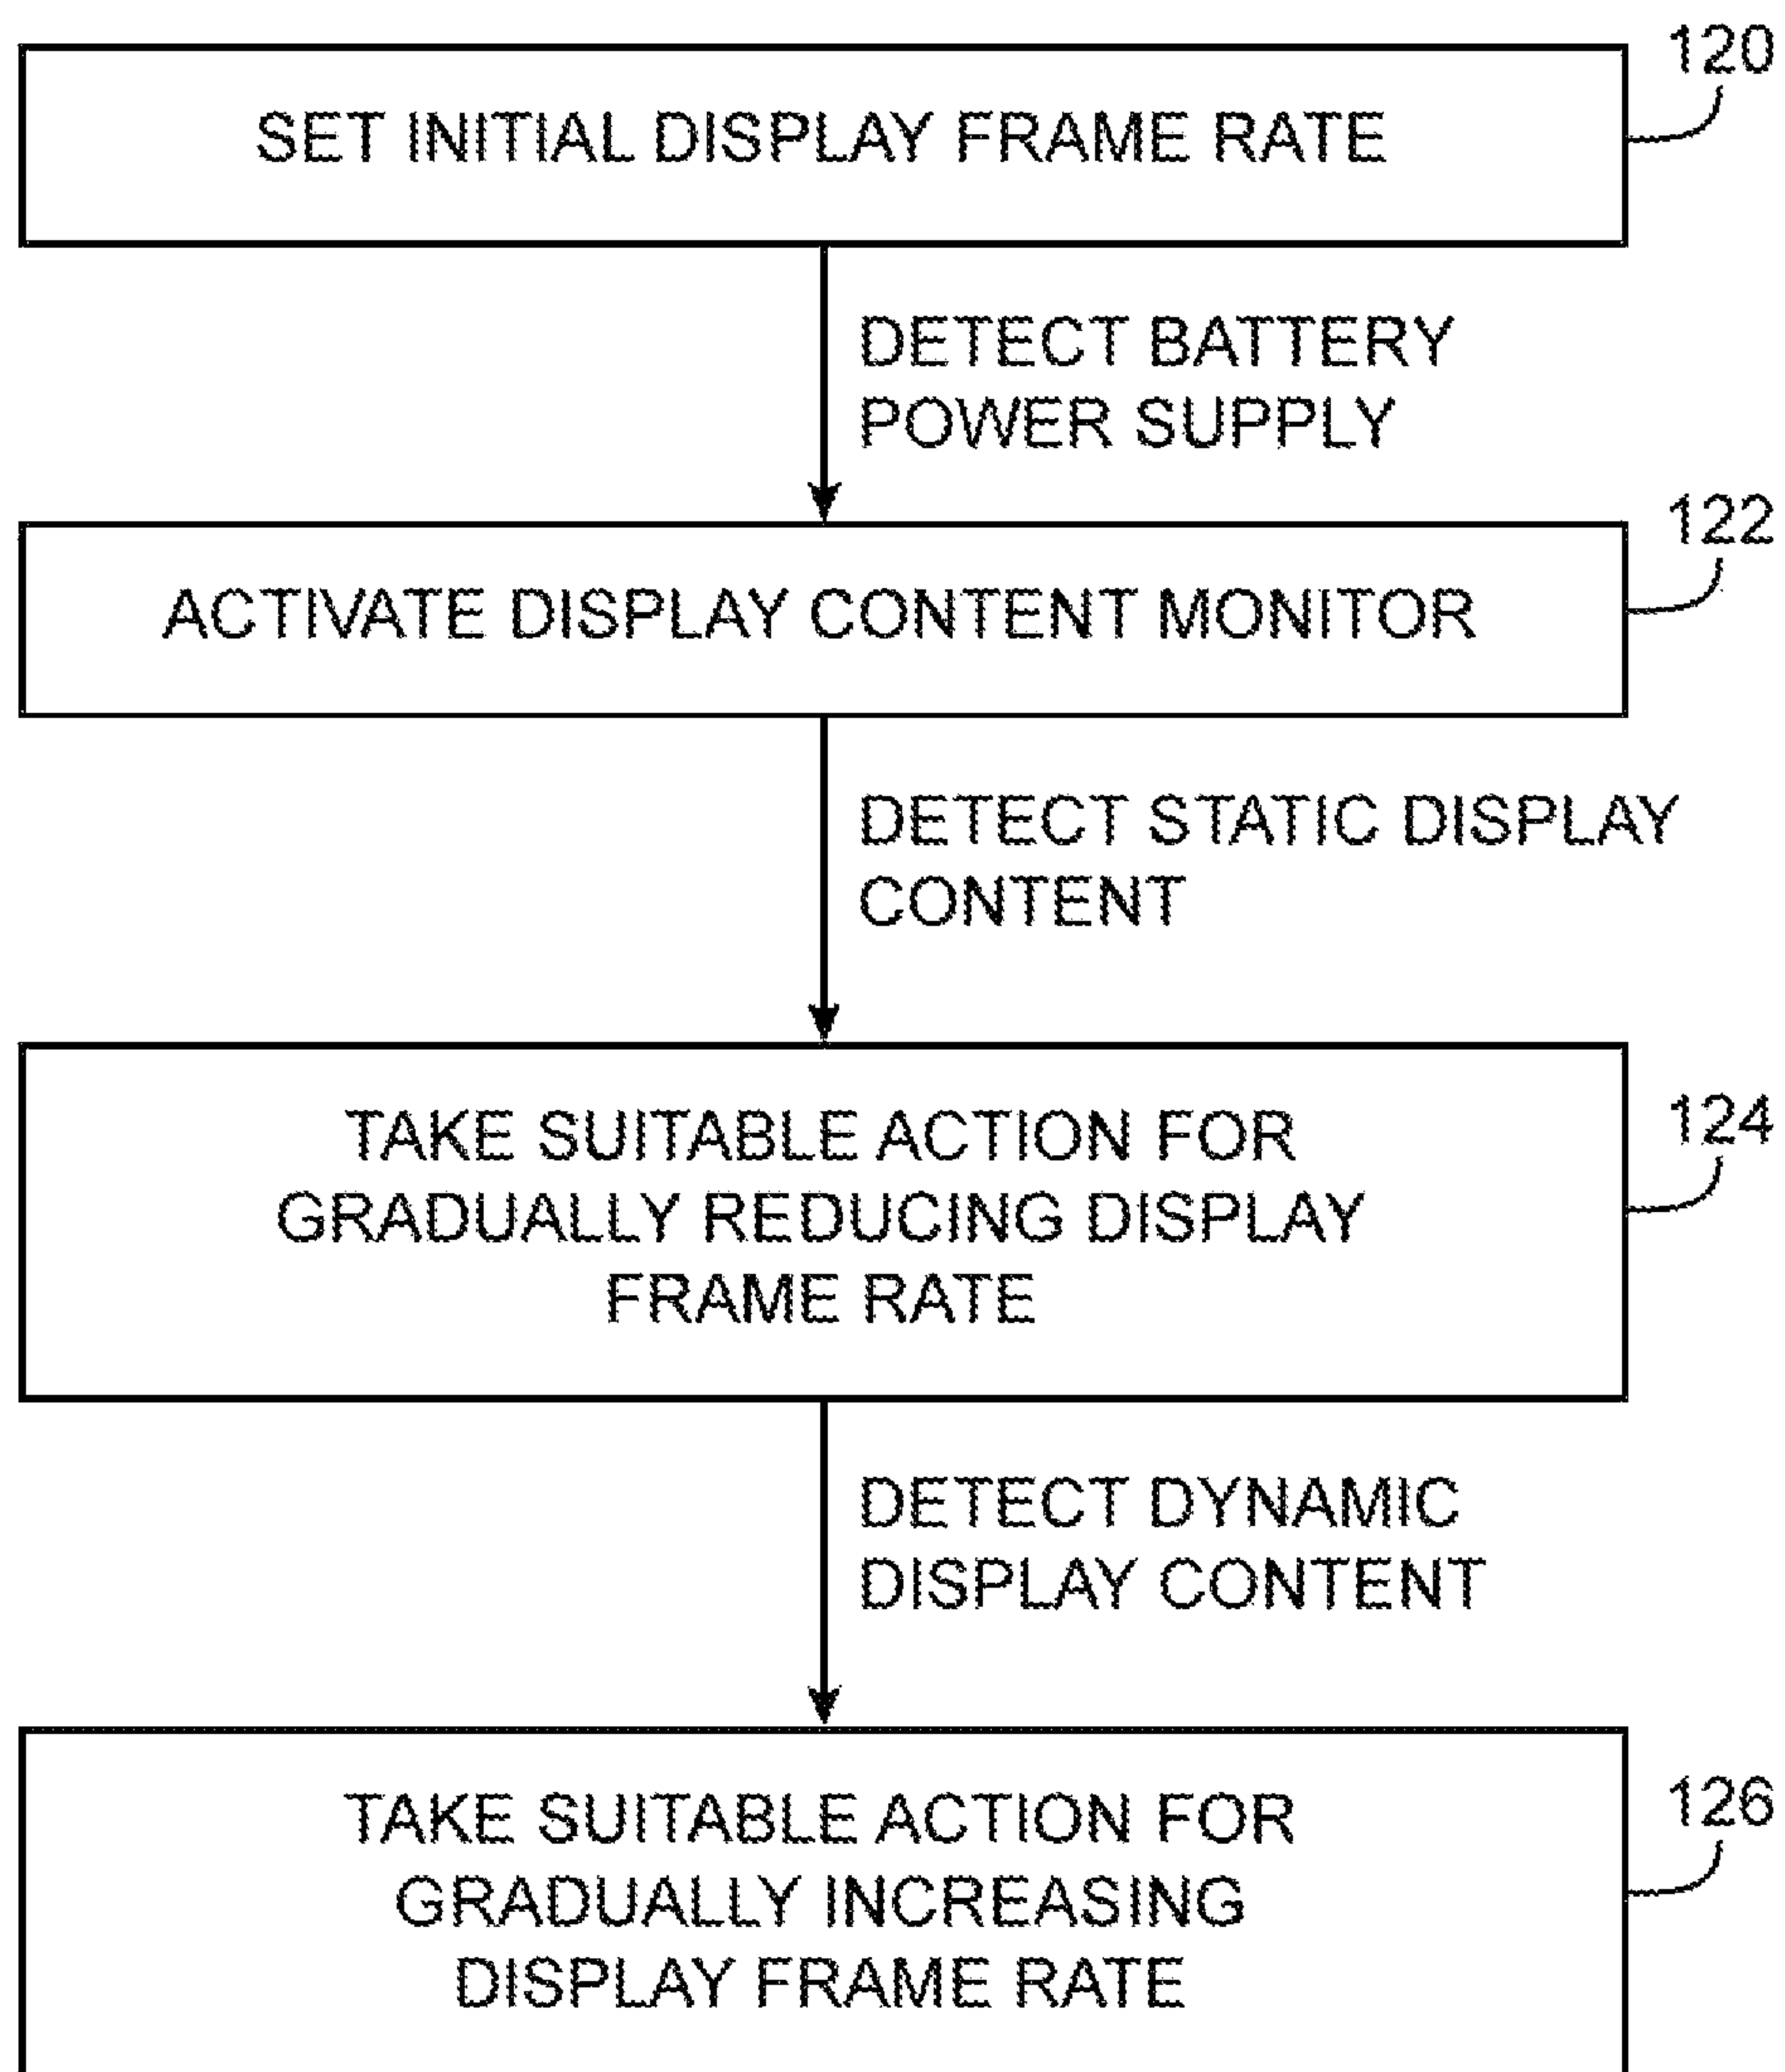 120
SET INITIAL DISPLAY FRAME RATE
DETECT BATTERY
POWER SUPPLY
122
ACTIVATE DISPLAY CONTENT MONITOR
DETECT STATIC DISPLAY
CONTENT
124
TAKE SUITABLE ACTION FOR
GRADUALLY REDUCING DISPLAY
FRAME RATE
DETECT DYNAMIC
DISPLAY CONTENT
126
TAKE SUITABLE ACTION FOR
GRADUALLY INCREASING
DISPLAY FRAME RATE